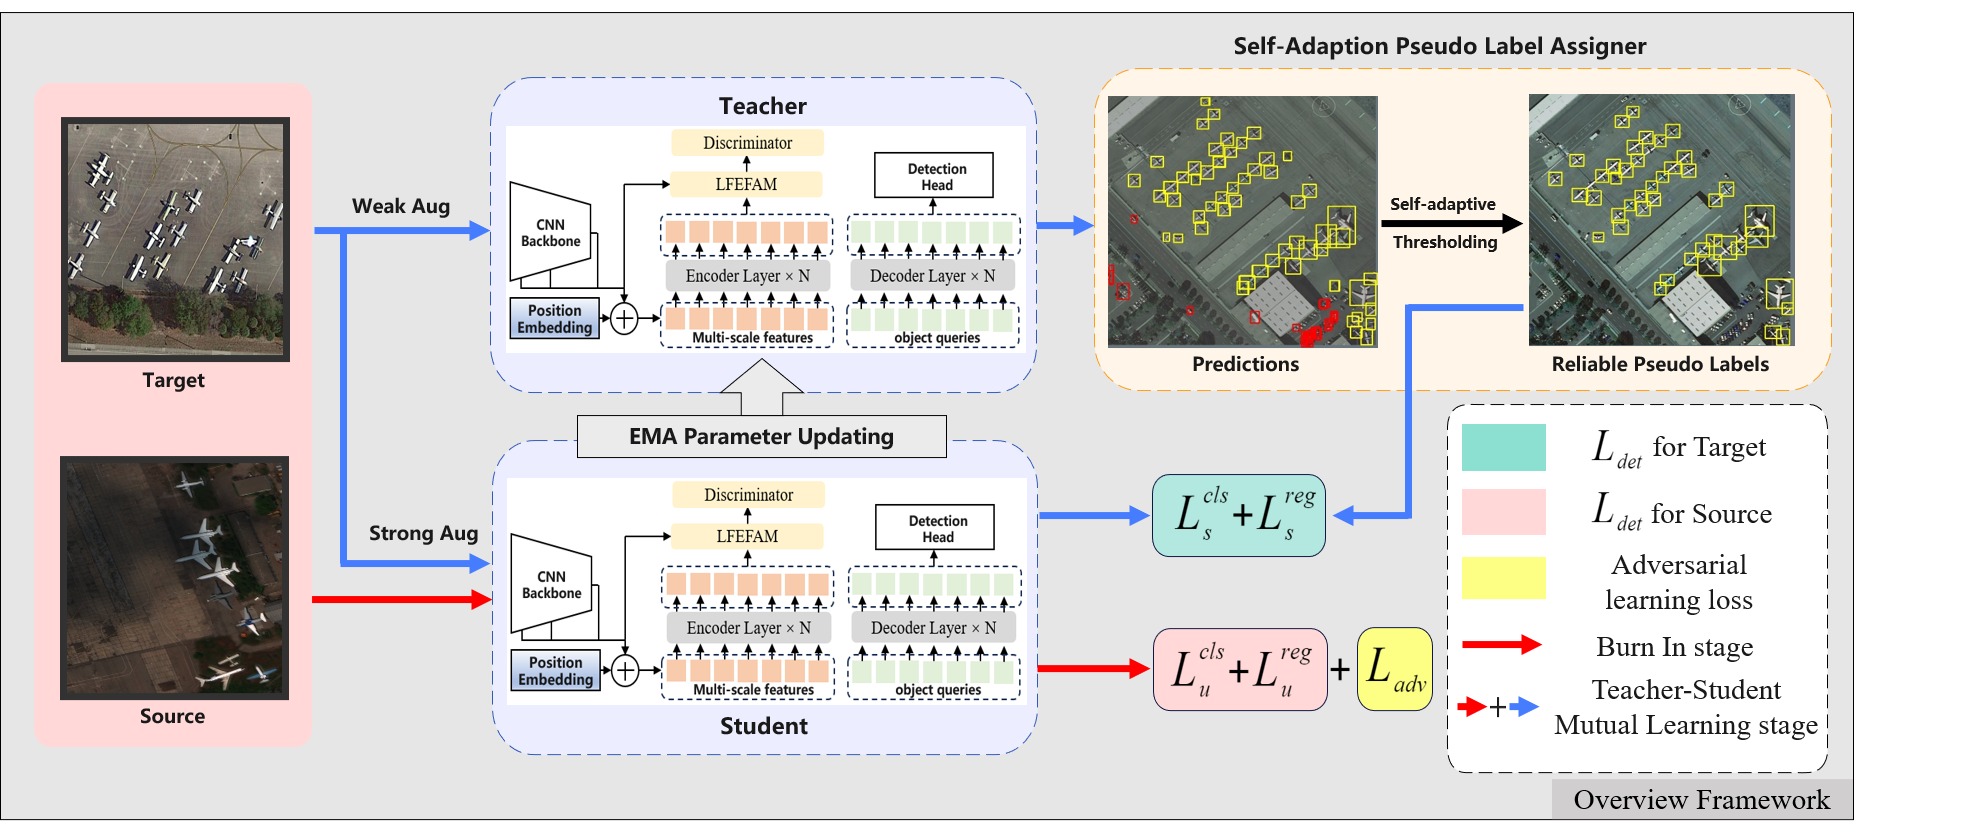 Self-Adaption Pseudo Label Assigner
Teacher
Discriminator
LFEFAM
Detection
Head
CNN
Backbone
Encoder Layer × N
Decoder Layer × N
Position
Embedding
+
Multi-scale features
object queries
Weak Aug
Target
Self-adaptive
Thresholding
Predictions
Reliable Pseudo Labels
EMA Parameter Updating
Discriminator
LFEFAM
Detection
Head
CNN
Backbone
Encoder Layer × N
Decoder Layer × N
Position
Embedding
+
Multi-scale features
object queries
Student
Strong Aug
Source
L_s^{cls}+L_s^{reg}
L_u^{cls}+L_u^{reg} + L_{adv}
L_{det} for Target
L_{det} for Source
Adversarial
learning loss
Burn In stage
+
Teacher-Student
Mutual Learning stage
Overview Framework